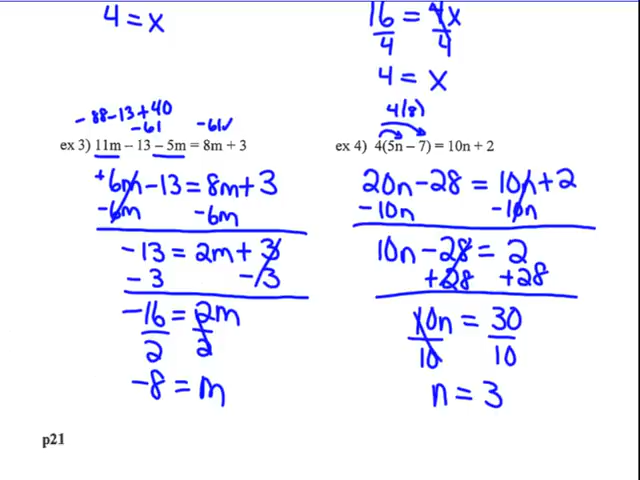 4 = x
16 = 4x
4 4
4 = x
-88-13+40
-61 -61✓
ex 3) 11m – 13 – 5m = 8m + 3
+6m - 13 = 8m + 3
-6m -6m
-13 = 2m + 3
-3 -3
-16 = 2m
2 2
-8 = m
4(8)
ex 4) 4(5n – 7) = 10n + 2
20n - 28 = 10n + 2
-10n -10n
10n - 28 = 2
+28 +28
10n = 30
10 10
n = 3
p21